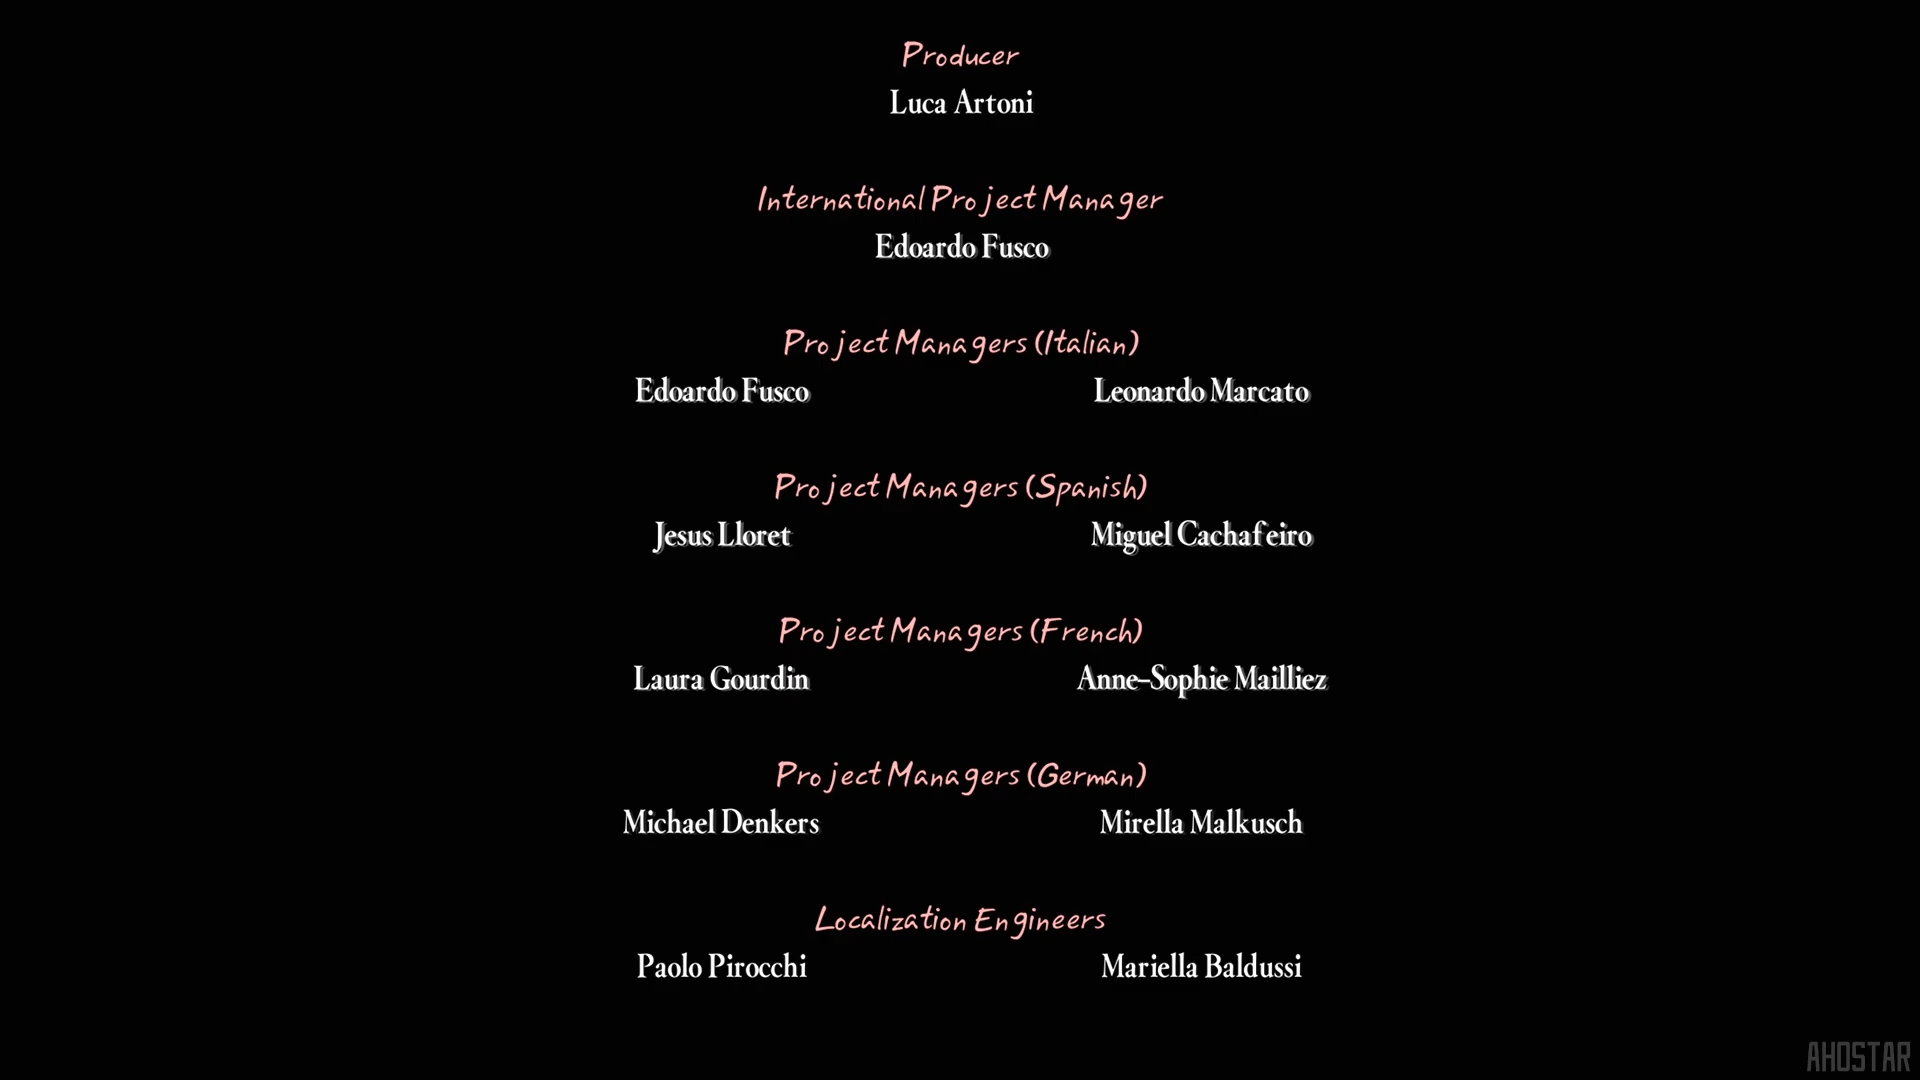 Producer
Luca Artoni
International Project Manager
Edoardo Fusco
Project Managers (Italian)
Edoardo Fusco Leonardo Marcato
Project Managers (Spanish)
Jesus Lloret Miguel Cachafeiro
Project Managers (French)
Laura Gourdin Anne-Sophie Mailliez
Project Managers (German)
Michael Denkers Mirella Malkusch
Localization Engineers
Paolo Pirocchi Mariella Baldussi
AHOSTAR